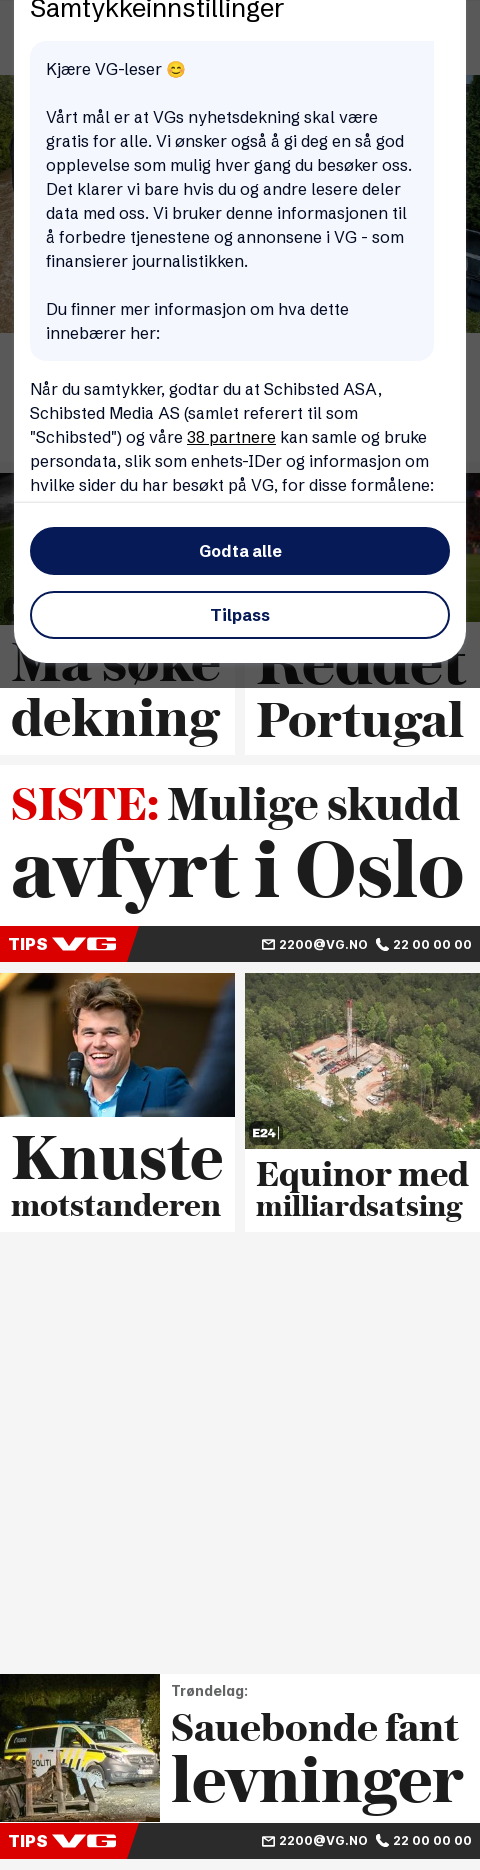 Samtykkeinnstillinger
Kjære VG-leser 😊
Vårt mål er at VGs nyhetsdekning skal være
gratis for alle. Vi ønsker også å gi deg en så god
opplevelse som mulig hver gang du besøker oss.
Det klarer vi bare hvis du og andre lesere deler
data med oss. Vi bruker denne informasjonen til
å forbedre tjenestene og annonsene i VG - som
finansierer journalistikken.
Du finner mer informasjon om hva dette
innebærer her:
Når du samtykker, godtar du at Schibsted ASA,
Schibsted Media AS (samlet referert til som
"Schibsted") og våre 38 partnere kan samle og bruke
persondata, slik som enhets-IDer og informasjon om
hvilke sider du har besøkt på VG, for disse formålene:
Godta alle
Tilpass
Må søke
dekning
Reddet
Portugal
SISTE: Mulige skudd
avfyrt i Oslo
TIPS VG 2200@VG.NO 22 00 00 00
E24
Knuste
motstanderen
Equinor med
milliardsatsing
POLITI
Trøndelag:
Sauebonde fant
levninger
TIPS VG 2200@VG.NO 22 00 00 00